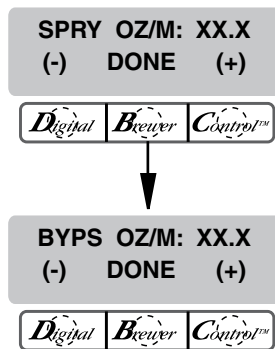 SPRY OZ/M: XX.X
(-) DONE (+)
Digital Brewer Control™
BYPS OZ/M: XX.X
(-) DONE (+)
Digital Brewer Control™